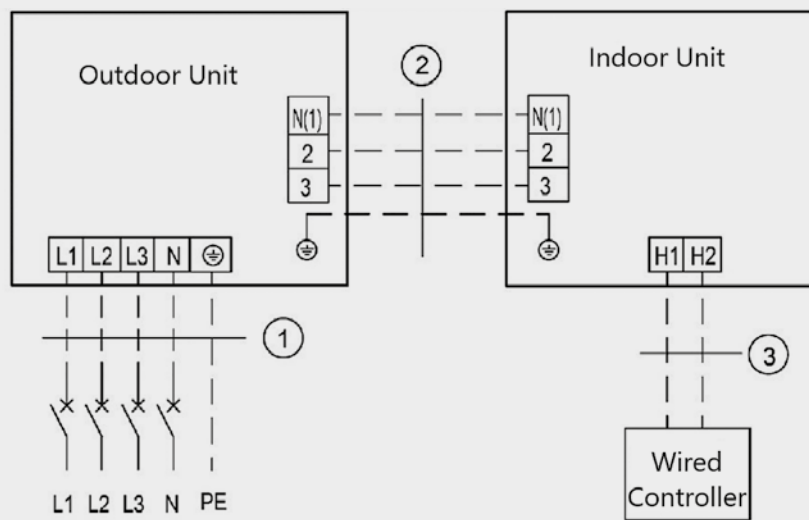 Outdoor Unit
Indoor Unit
2
N(1)
2
3
N(1)
2
3
L1 L2 L3 N
H1 H2
1
3
L1 L2 L3 N PE
Wired
Controller